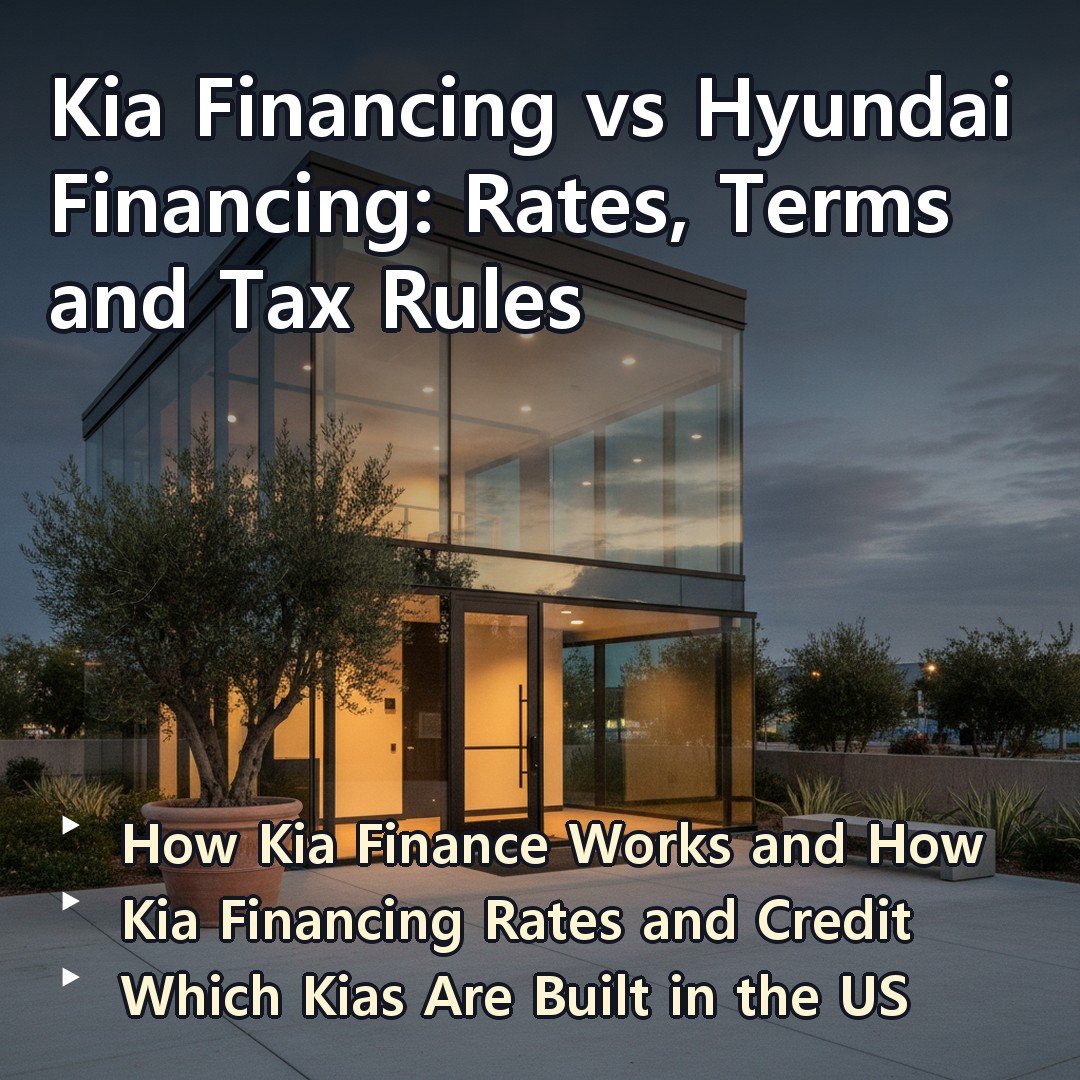 Kia Financing vs Hyundai
Financing: Rates, Terms
and Tax Rules
How Kia Finance Works and How
Kia Financing Rates and Credit
Which Kias Are Built in the US